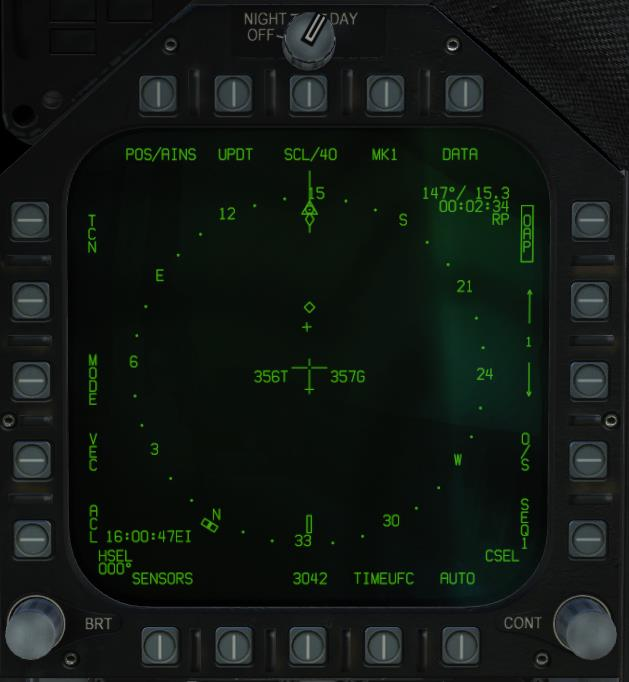 NIGHT DAY
OFF
POS/AINS UPDT SCL/40 MK1 DATA
147°/ 15.3
00:02:34
RP
OAP
TCN
15
12
S
E
21
1
6
356T 357G
24
MODE
3
VEC
W
O/S
N
30
33
ACL
16:00:47EI
SEQ1
HSEL
000°
CSEL
SENSORS 3042 TIMEUFC AUTO
BRT
CONT